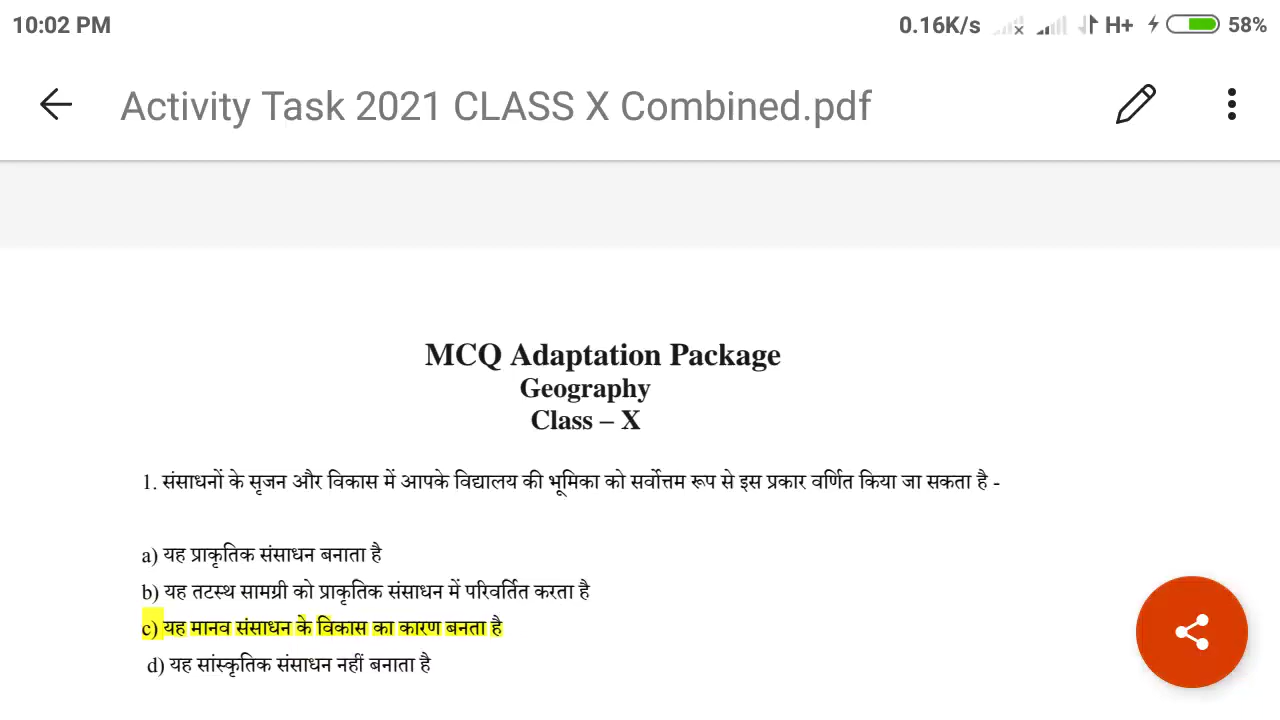 10:02 PM 0.16K/s H+ 58%
Activity Task 2021 CLASS X Combined.pdf
MCQ Adaptation Package
Geography
Class – X
1. संसाधनों के सृजन और विकास में आपके विद्यालय की भूमिका को सर्वोत्तम रूप से इस प्रकार वर्णित किया जा सकता है -
a) यह प्राकृतिक संसाधन बनाता है
b) यह तटस्थ सामग्री को प्राकृतिक संसाधन में परिवर्तित करता है
c) यह मानव संसाधन के विकास का कारण बनता है
d) यह सांस्कृतिक संसाधन नहीं बनाता है